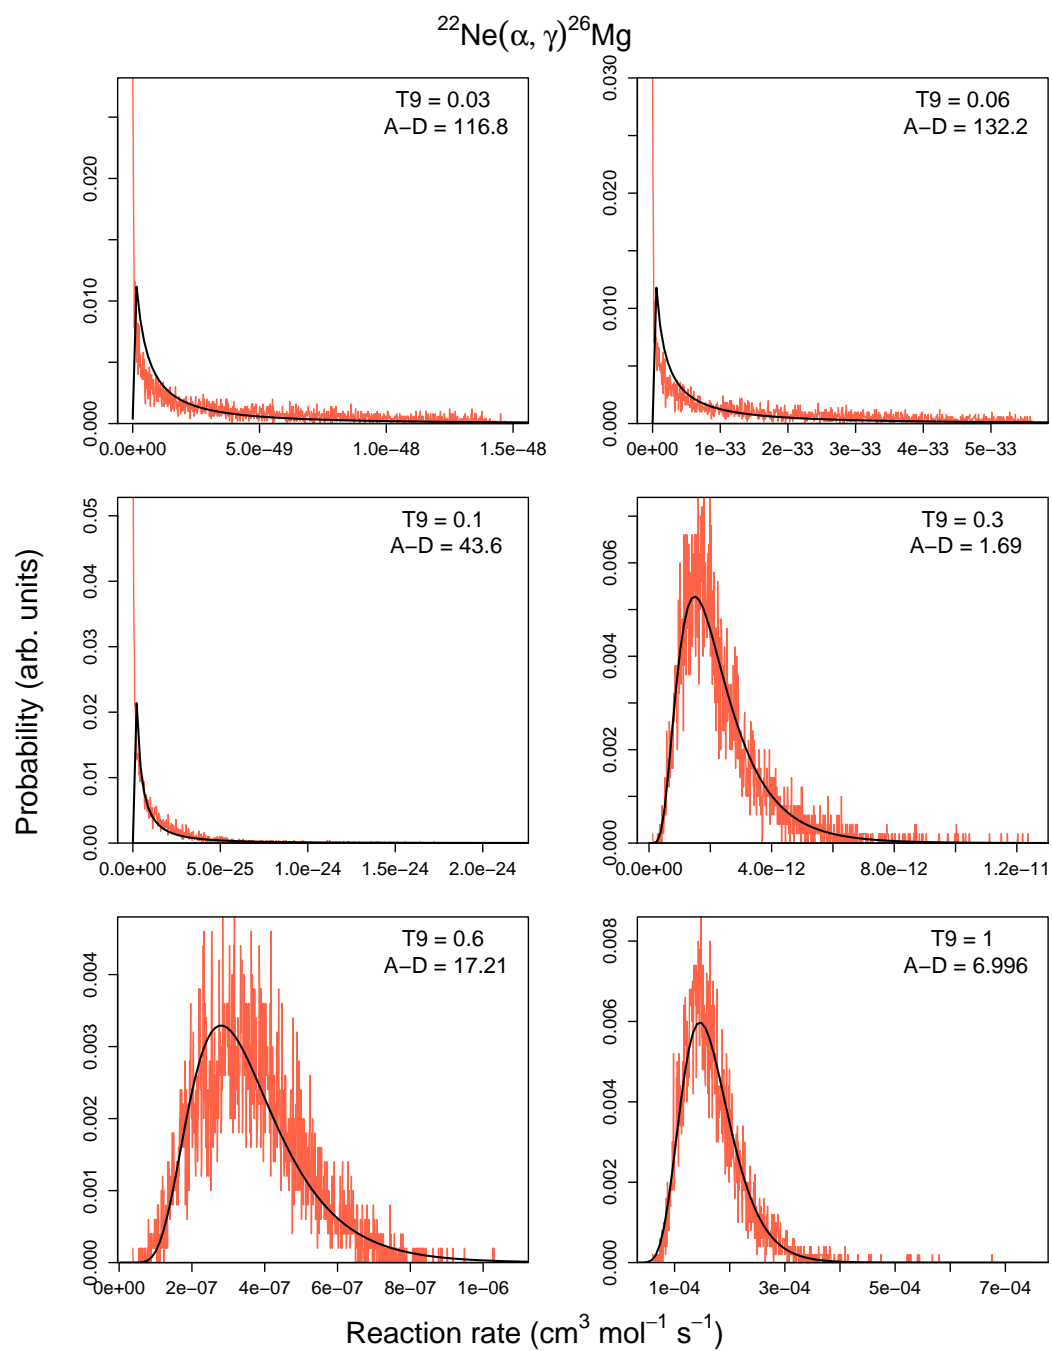 ²²Ne(α, γ)²⁶Mg
T9 = 0.03
A−D = 116.8
0.000
0.010
0.020
0.0e+00
5.0e−49
1.0e−48
1.5e−48
T9 = 0.06
A−D = 132.2
0.000
0.010
0.020
0.030
0e+00
1e−33
2e−33
3e−33
4e−33
5e−33
Probability (arb. units)
T9 = 0.1
A−D = 43.6
0.00
0.01
0.02
0.03
0.04
0.05
0.0e+00
5.0e−25
1.0e−24
1.5e−24
2.0e−24
T9 = 0.3
A−D = 1.69
0.000
0.002
0.004
0.006
0.0e+00
4.0e−12
8.0e−12
1.2e−11
T9 = 0.6
A−D = 17.21
0.000
0.001
0.002
0.003
0.004
0e+00
2e−07
4e−07
6e−07
8e−07
1e−06
T9 = 1
A−D = 6.996
0.000
0.002
0.004
0.006
0.008
1e−04
3e−04
5e−04
7e−04
Reaction rate (cm³ mol⁻¹ s⁻¹)